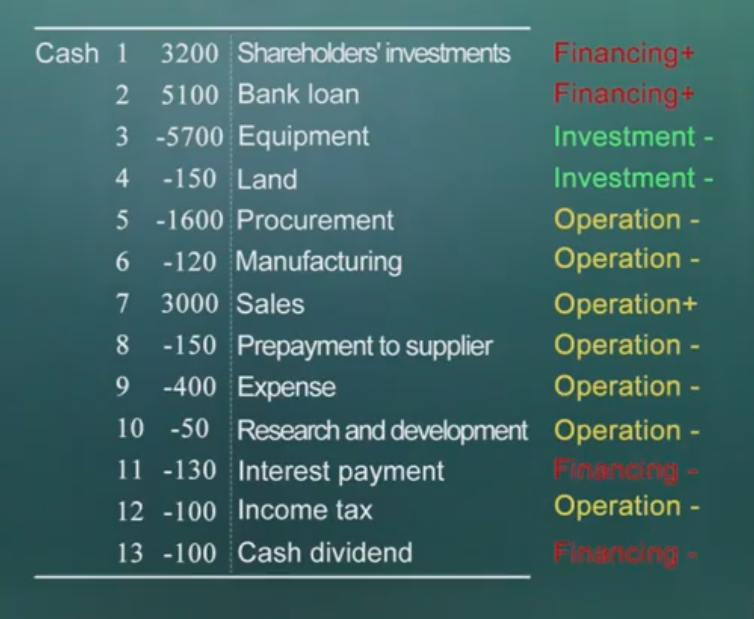 Cash 1 3200 Shareholders' investments Financing+
2 5100 Bank loan Financing+
3 -5700 Equipment Investment -
4 -150 Land Investment -
5 -1600 Procurement Operation -
6 -120 Manufacturing Operation -
7 3000 Sales Operation+
8 -150 Prepayment to supplier Operation -
9 -400 Expense Operation -
10 -50 Research and development Operation -
11 -130 Interest payment Financing -
12 -100 Income tax Operation -
13 -100 Cash dividend Financing -